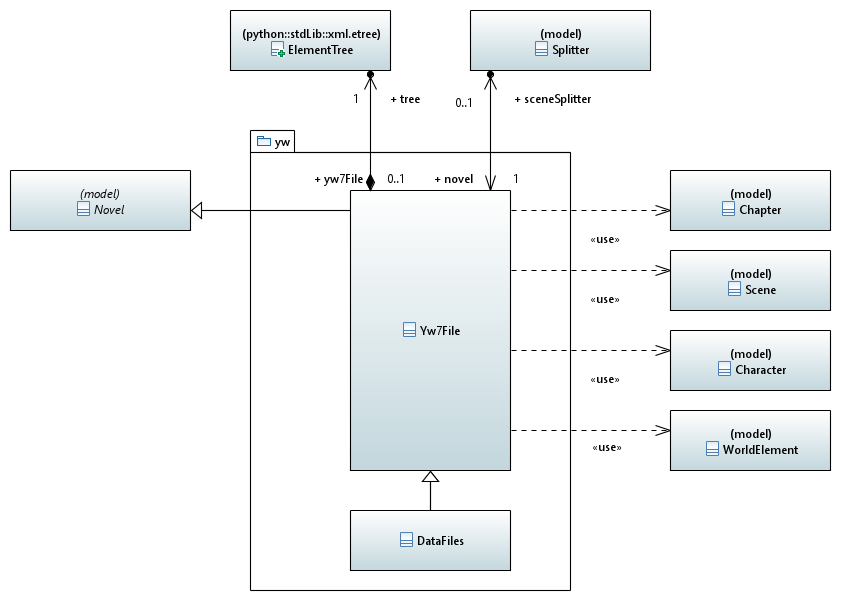 (python::stdLib::xml.etree)
ElementTree
(model)
Splitter
1
+ tree
0..1
+ sceneSplitter
yw
+ yw7File
0..1
+ novel
1
(model)
Novel
(model)
Chapter
«use»
(model)
Scene
«use»
Yw7File
(model)
Character
«use»
(model)
WorldElement
«use»
DataFiles